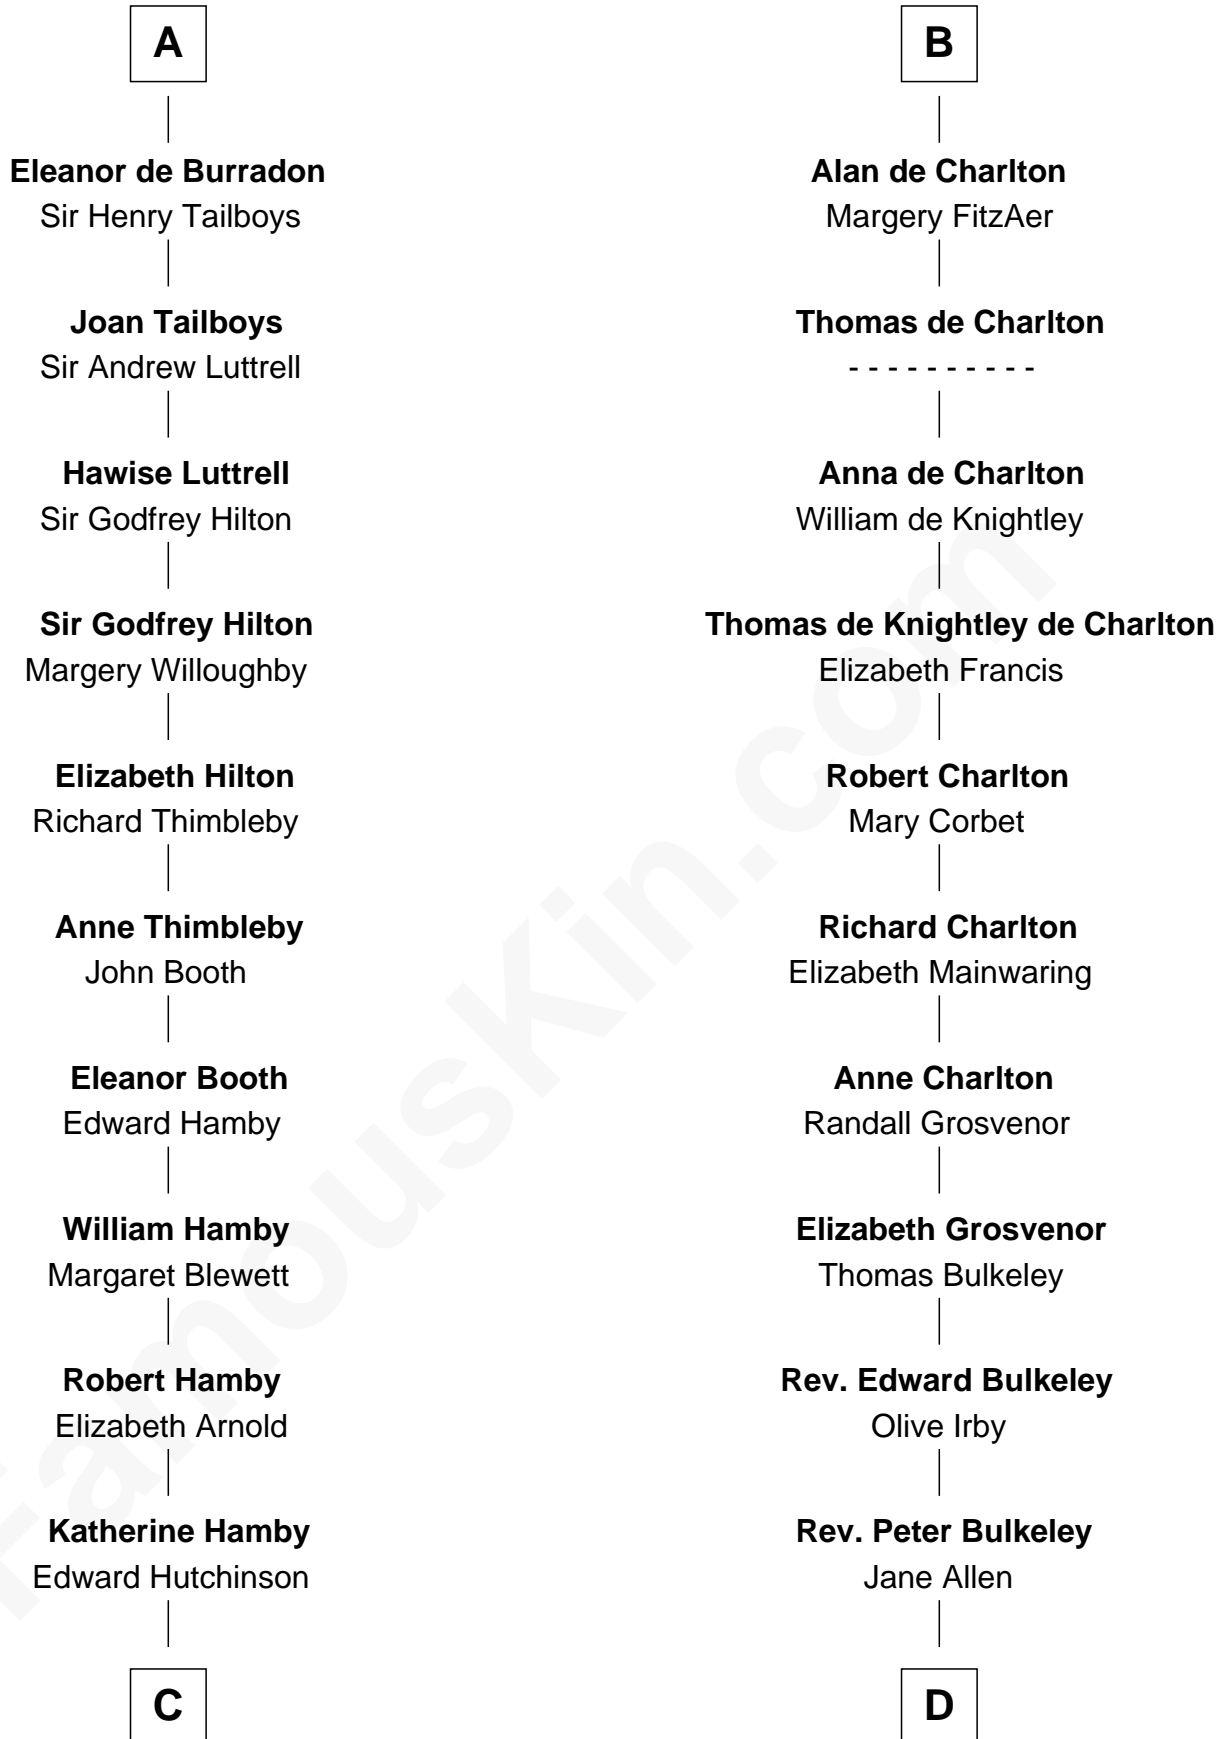 A
Eleanor de Burradon
Sir Henry Tailboys
Joan Tailboys
Sir Andrew Luttrell
Hawise Luttrell
Sir Godfrey Hilton
Sir Godfrey Hilton
Margery Willoughby
Elizabeth Hilton
Richard Thimbleby
Anne Thimbleby
John Booth
Eleanor Booth
Edward Hamby
William Hamby
Margaret Blewett
Robert Hamby
Elizabeth Arnold
Katherine Hamby
Edward Hutchinson
C
B
Alan de Charlton
Margery FitzAer
Thomas de Charlton
- - - - - - - - - -
Anna de Charlton
William de Knightley
Thomas de Knightley de Charlton
Elizabeth Francis
Robert Charlton
Mary Corbet
Richard Charlton
Elizabeth Mainwaring
Anne Charlton
Randall Grosvenor
Elizabeth Grosvenor
Thomas Bulkeley
Rev. Edward Bulkeley
Olive Irby
Rev. Peter Bulkeley
Jane Allen
D
FamousKin.com